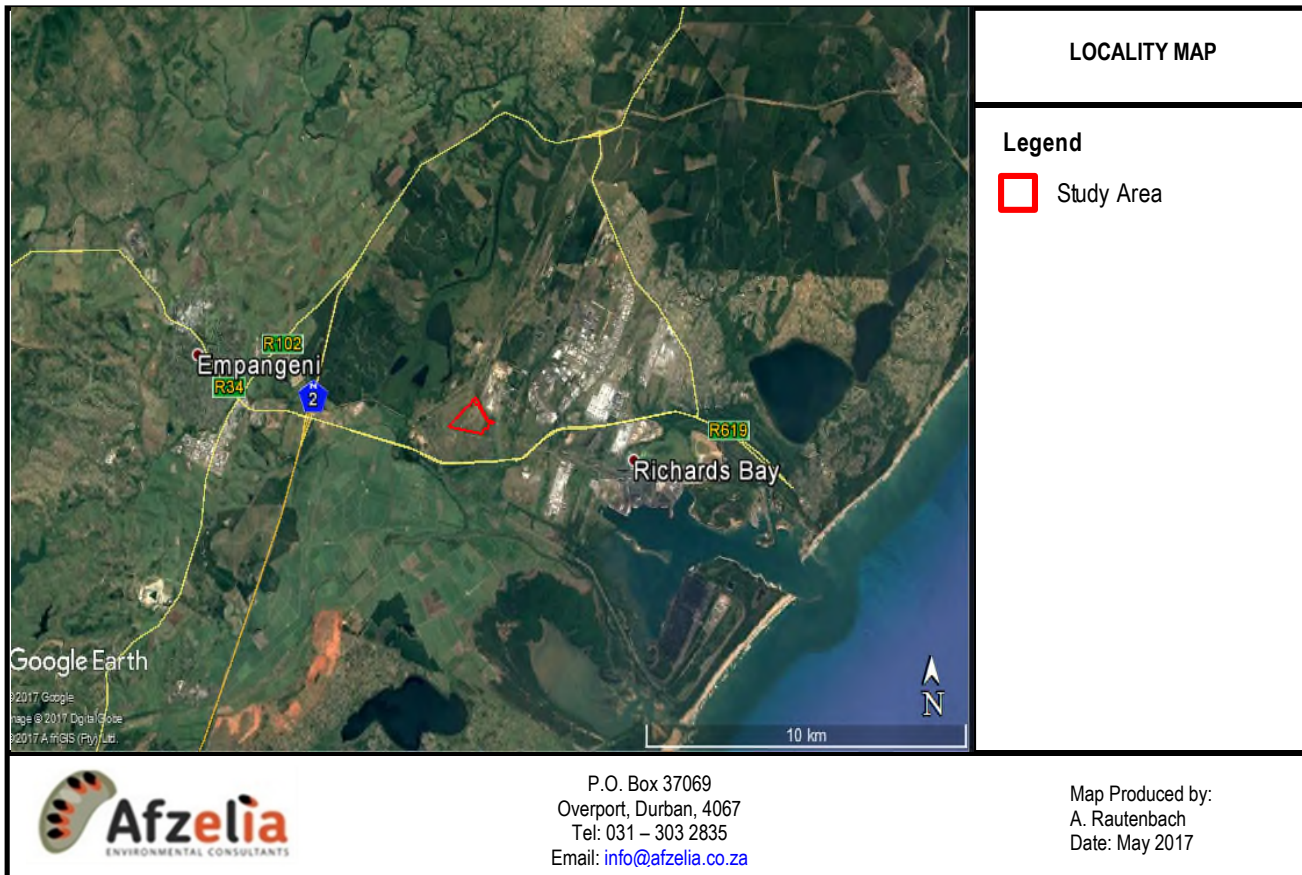 LOCALITY MAP
Legend
Study Area
R102
Empangeni
R34
N
2
R619
Richards Bay
Google Earth
©2017 Google
Image © 2017 DigitalGlobe
©2017 AfriGIS (Pty) Ltd.
N
10 km
Afzelia
ENVIRONMENTAL CONSULTANTS
P.O. Box 37069
Overport, Durban, 4067
Tel: 031 – 303 2835
Email: info@afzelia.co.za
Map Produced by:
A. Rautenbach
Date: May 2017